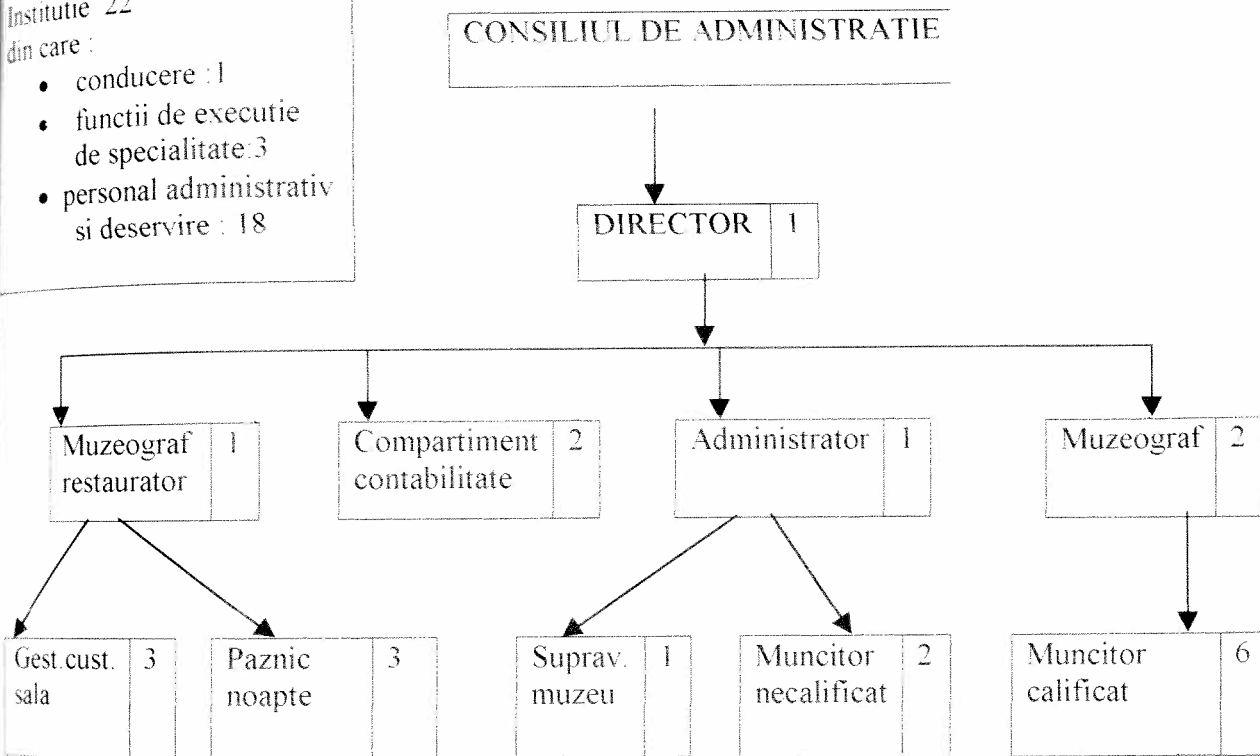 Institutie 22
din care :
• conducere : 1
• functii de executie
de specialitate:3
• personal administrativ
si deservire : 18
CONSILIUL DE ADMINISTRATIE
DIRECTOR 1
Muzeograf 1
restaurator
Compartiment 2
contabilitate
Administrator 1
Muzeograf 2
Gest.cust. 3
sala
Paznic 3
noapte
Suprav. 1
muzeu
Muncitor 2
necalificat
Muncitor 6
calificat